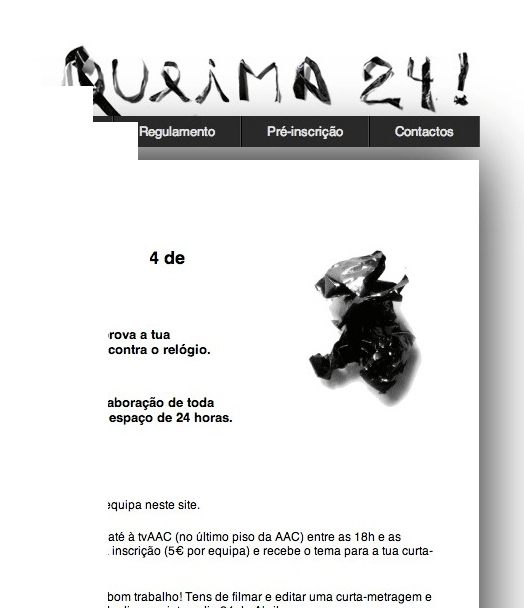 QUEIMA 24!
Regulamento Pré-inscrição Contactos
4 de
prova a tua
contra o relógio.
aboração de toda
espaço de 24 horas.
equipa neste site.
até à tvAAC (no último piso da AAC) entre as 18h e as
inscrição (5€ por equipa) e recebe o tema para a tua curta-
bom trabalho! Tens de filmar e editar uma curta-metragem e